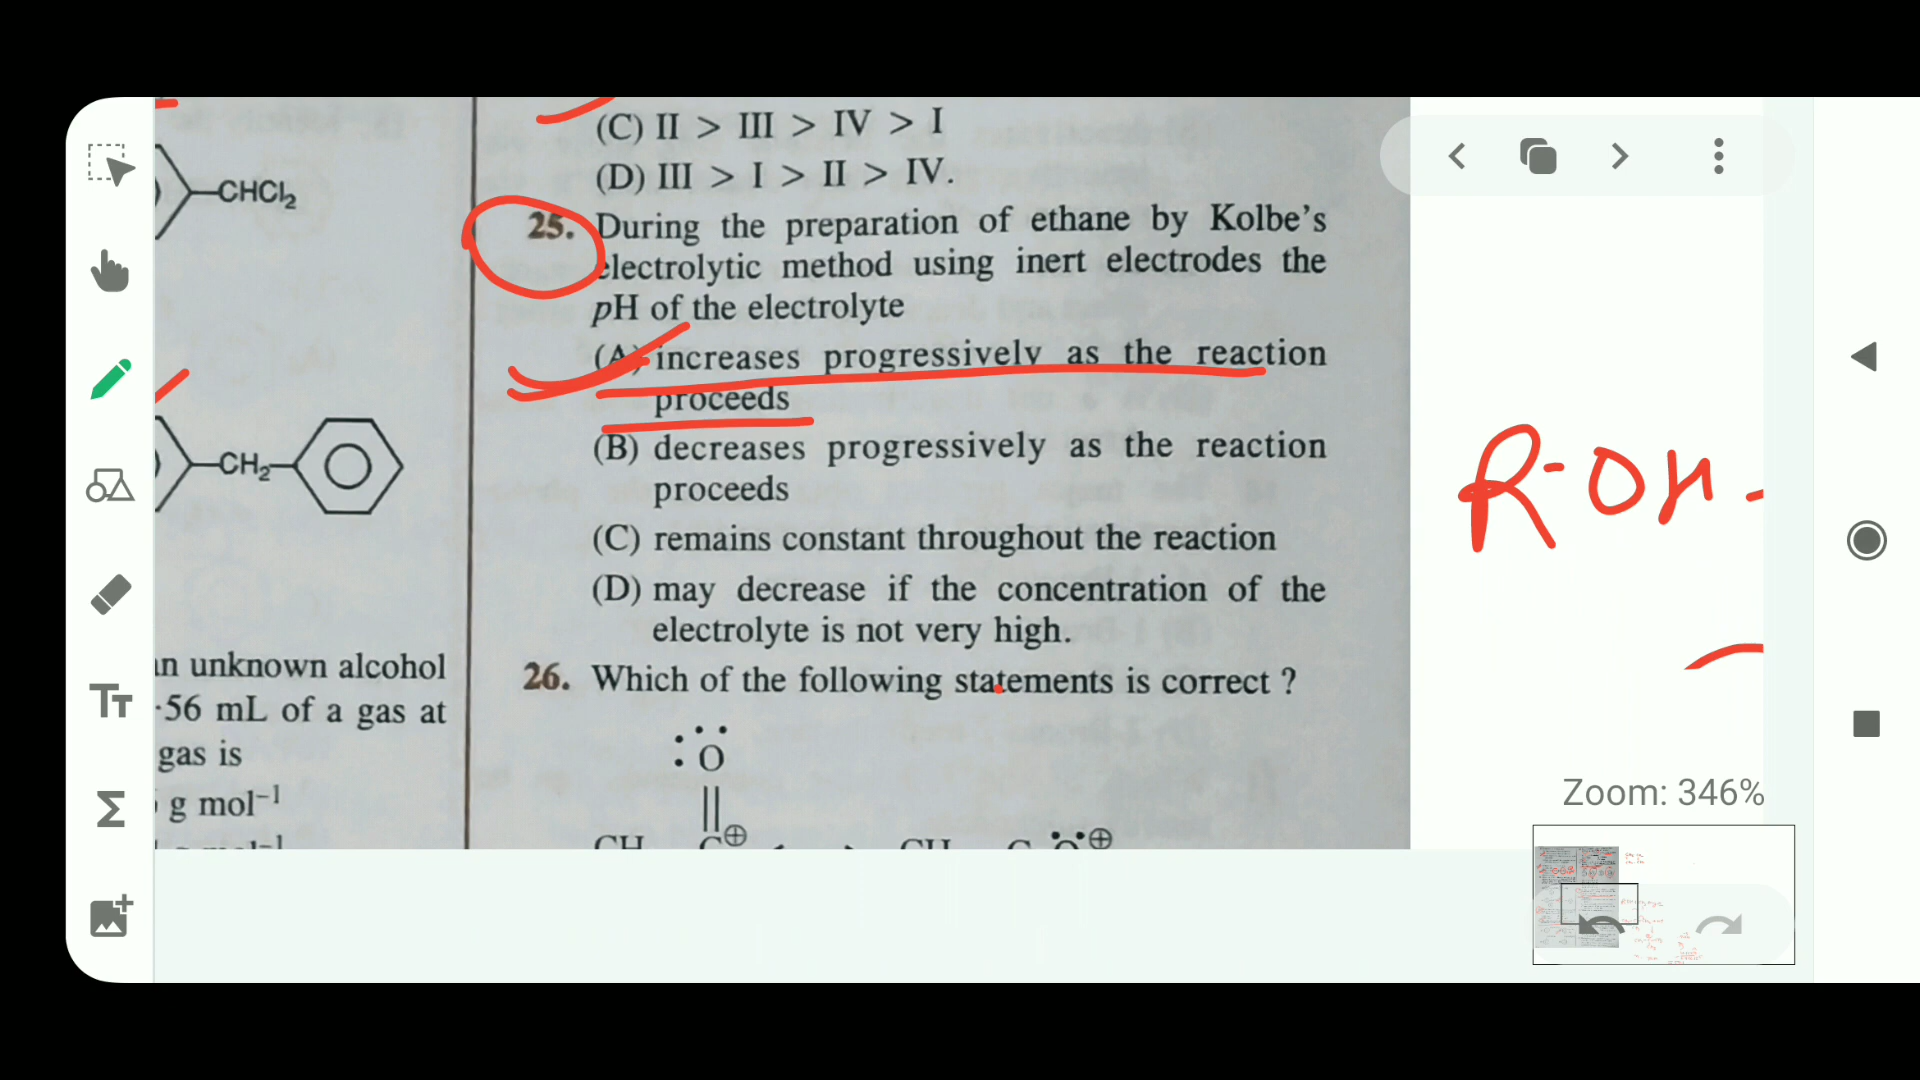 CHCl2
CH2
in unknown alcohol
·56 mL of a gas at
gas is
g mol–1
(C) II > III > IV > I
(D) III > I > II > IV.
25. During the preparation of ethane by Kolbe's
electrolytic method using inert electrodes the
pH of the electrolyte
(A) increases progressively as the reaction
proceeds
(B) decreases progressively as the reaction
proceeds
(C) remains constant throughout the reaction
(D) may decrease if the concentration of the
electrolyte is not very high.
26. Which of the following statements is correct ?
:O
R-OH-
Zoom: 346%
TT
Σ